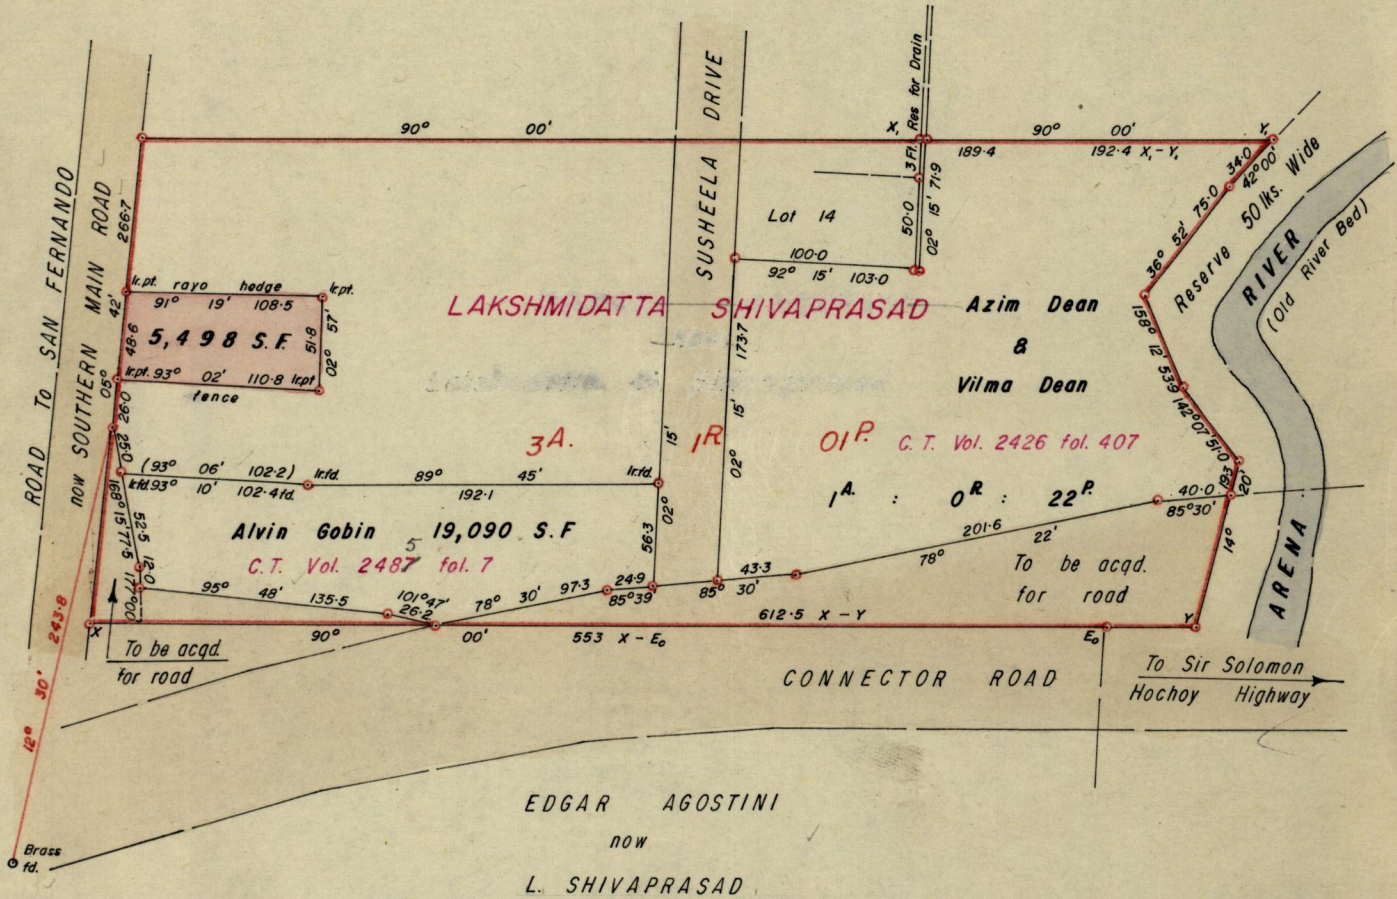 ROAD To SAN FERNANDO
now SOUTHERN MAIN ROAD
266.7
05° 42'
90° 00'
X,
90° 00'
Y,
189.4
192.4 X,-Y,
3 Ft. Res for Drain
SUSHEELA DRIVE
34.0
42°00'
75.0
36° 52'
Reserve 50 lks. Wide
RIVER
(Old River Bed)
ARENA
Lot 14
50.0
02° 15' 71.9
100.0
92° 15' 103.0
Ir.pt. rayo hedge Ir.pt.
91° 19' 108.5
48.6
5,498 S.F.
51.8
02° 57'
Ir.pt. 93° 02' 110.8 Ir.pt
fence
LAKSHMIDATTA SHIVAPRASAD
Azim Dean
&
Vilma Dean
173.7
02° 15'
158° 12' 53.9
142°07' 51.0
26.0
25.0
3A. 1R 01P.
C.T. Vol. 2426 fol. 407
1A. : 0R : 22P.
(93° 06' 102.2) Ir.fd.
Ir.fd. 93° 10' 102.4 fd.
89° 45'
Ir.fd.
192.1
02° 15'
56.3
19.3
14° 20'
40.0
85°30'
168° 15' 77.5
52.5
12.0
177°00'
Alvin Gobin 19,090 S.F
5
C.T. Vol. 2487 fol. 7
201.6
78° 22'
95° 48' 135.5
101°47'
26.2
78° 30' 97.3
24.9
85°39'
43.3
85° 30'
To be acqd.
for road
X
90° 00'
553 X-E₀
612.5 X-Y
E₀
Y
243.8
12° 30'
To be acqd.
for road
CONNECTOR ROAD
To Sir Solomon
Hochoy Highway
EDGAR AGOSTINI
now
L. SHIVAPRASAD
Brass
fd.